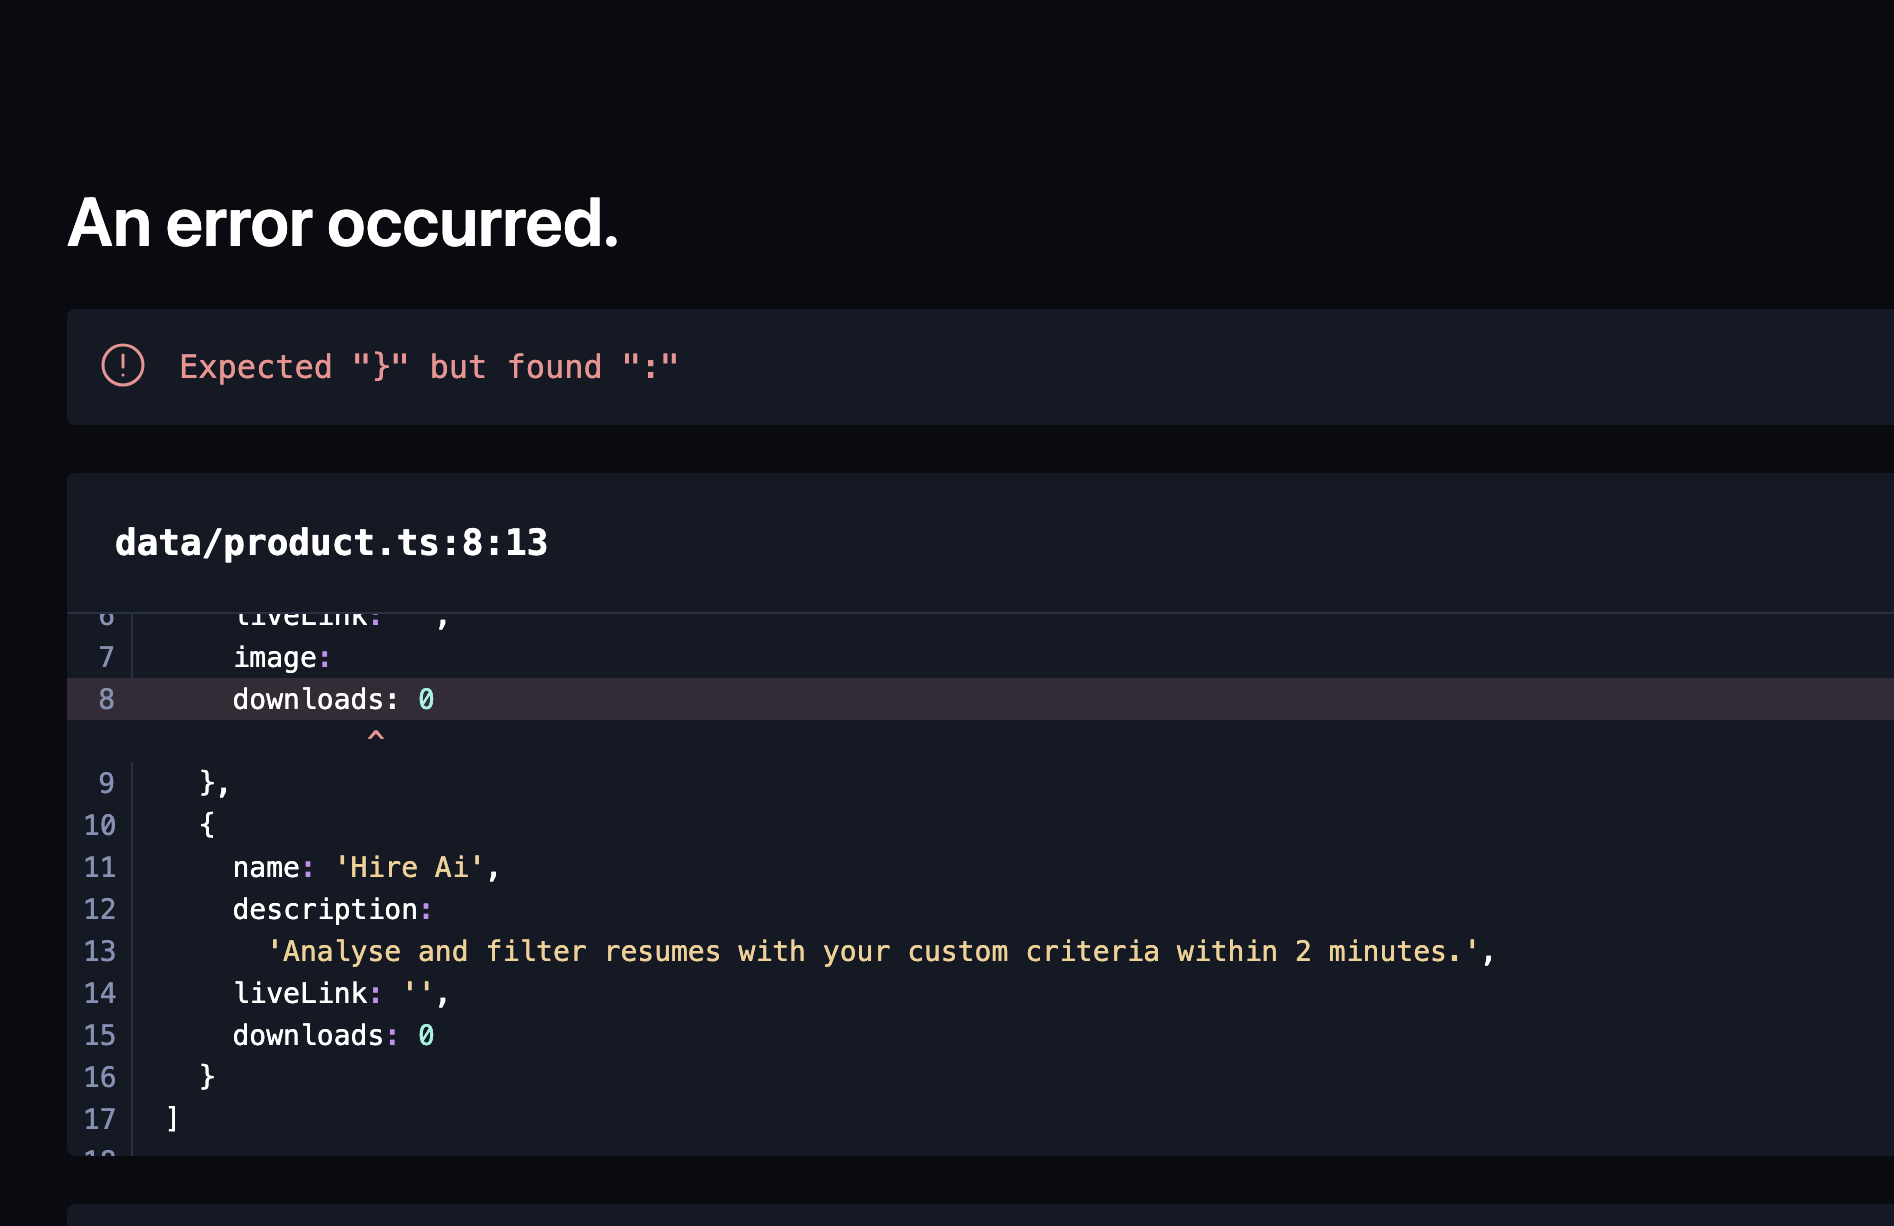 An error occurred.
Expected "}" but found ":"
data/product.ts:8:13
6 liveLink: '',
7 image:
8 downloads: 0
^
9 },
10 {
11 name: 'Hire Ai',
12 description:
13 'Analyse and filter resumes with your custom criteria within 2 minutes.',
14 liveLink: '',
15 downloads: 0
16 }
17 ]
18